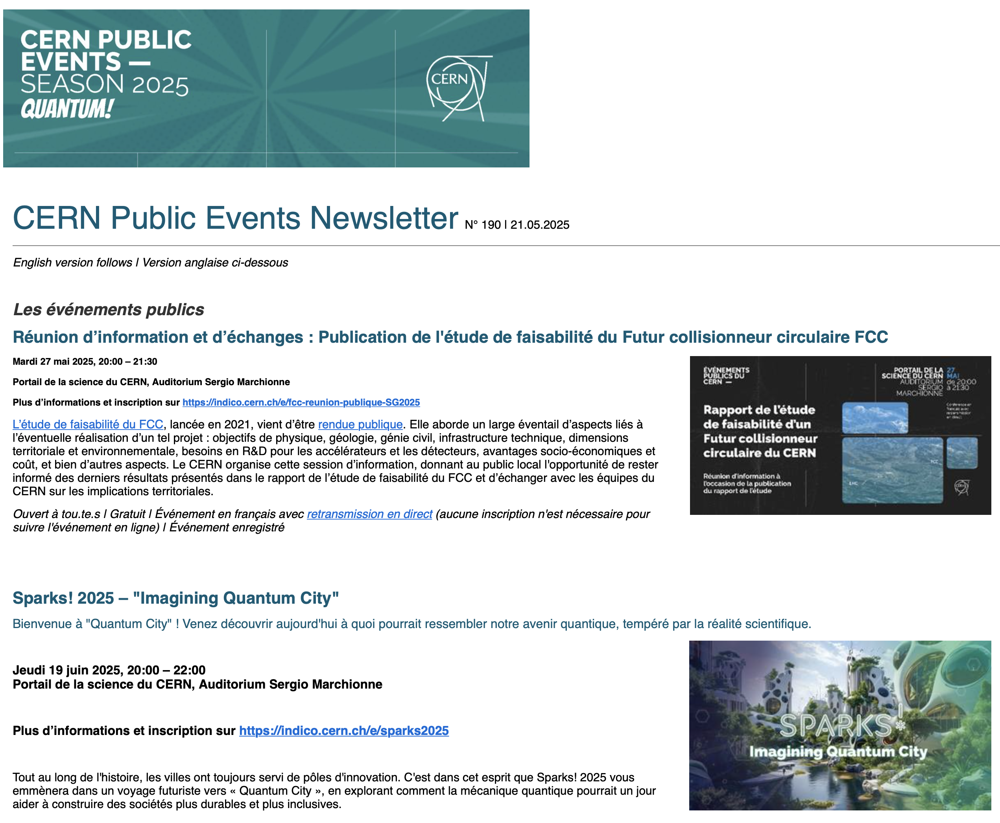 CERN PUBLIC
EVENTS —
SEASON 2025
QUANTUM!
CERN
CERN Public Events Newsletter N° 190 | 21.05.2025
English version follows | Version anglaise ci-dessous
Les événements publics
Réunion d’information et d’échanges : Publication de l'étude de faisabilité du Futur collisionneur circulaire FCC
Mardi 27 mai 2025, 20:00 – 21:30
Portail de la science du CERN, Auditorium Sergio Marchionne
Plus d’informations et inscription sur https://indico.cern.ch/e/fcc-reunion-publique-SG2025
L’étude de faisabilité du FCC, lancée en 2021, vient d’être rendue publique. Elle aborde un large éventail d’aspects liés à
l’éventuelle réalisation d’un tel projet : objectifs de physique, géologie, génie civil, infrastructure technique, dimensions
territoriale et environnementale, besoins en R&D pour les accélérateurs et les détecteurs, avantages socio-économiques et
coût, et bien d’autres aspects. Le CERN organise cette session d’information, donnant au public local l'opportunité de rester
informé des derniers résultats présentés dans le rapport de l’étude de faisabilité du FCC et d’échanger avec les équipes du
CERN sur les implications territoriales.
Ouvert à tou.te.s | Gratuit | Événement en français avec retransmission en direct (aucune inscription n'est nécessaire pour
suivre l'événement en ligne) | Événement enregistré
ÉVÉNEMENTS
PUBLICS DU
CERN —
PORTAIL DE LA
SCIENCE DU CERN
AUDITORIUM
SERGIO
MARCHIONNE
27
MAI
de 20:00
à 21:30
Rapport de l’étude
de faisabilité d’un
Futur collisionneur
circulaire du CERN
Conférence en
français avec
retransmission
en direct
Réunion d’information à
l’occasion de la publication
du rapport de l’étude
FCC
LHC
CERN
Sparks! 2025 – "Imagining Quantum City"
Bienvenue à "Quantum City" ! Venez découvrir aujourd'hui à quoi pourrait ressembler notre avenir quantique, tempéré par la réalité scientifique.
Jeudi 19 juin 2025, 20:00 – 22:00
Portail de la science du CERN, Auditorium Sergio Marchionne
Plus d’informations et inscription sur https://indico.cern.ch/e/sparks2025
Tout au long de l'histoire, les villes ont toujours servi de pôles d'innovation. C'est dans cet esprit que Sparks! 2025 vous
emmènera dans un voyage futuriste vers « Quantum City », en explorant comment la mécanique quantique pourrait un jour
aider à construire des sociétés plus durables et plus inclusives.
SPARKS!
Imagining Quantum City